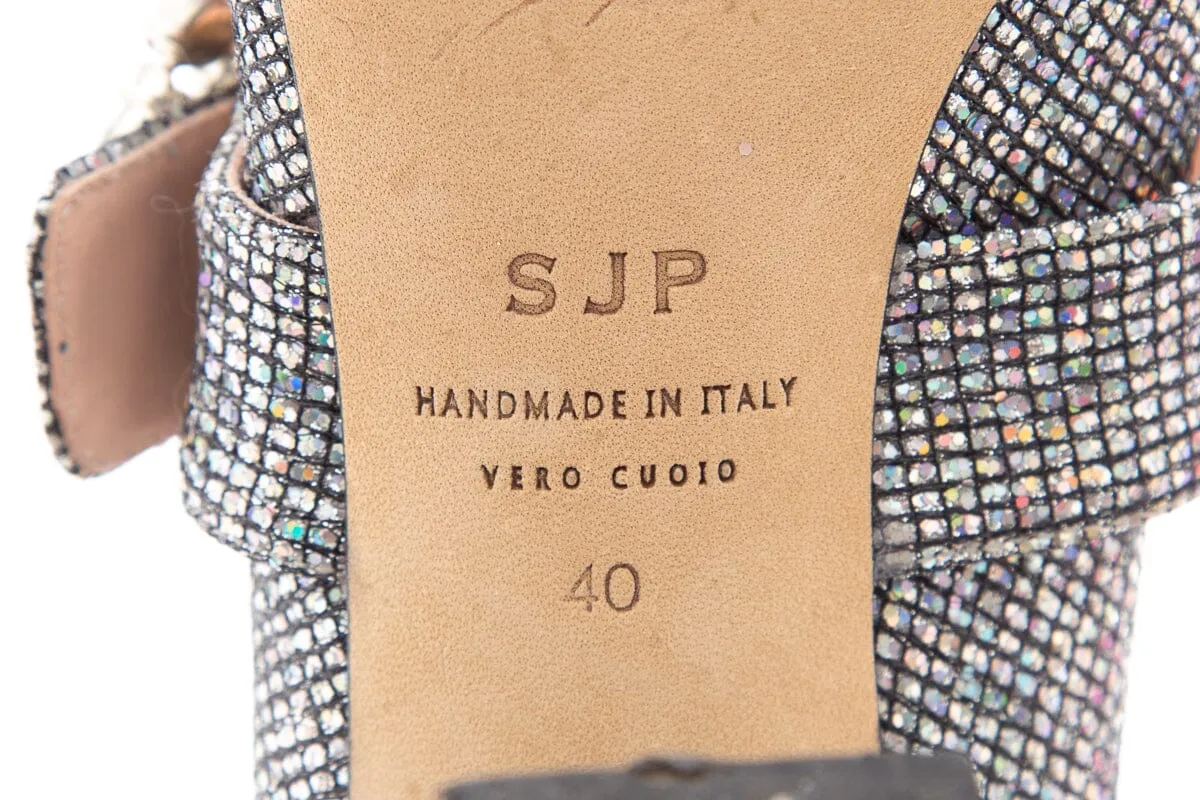 SJP
HANDMADE IN ITALY
VERO CUOIO
40